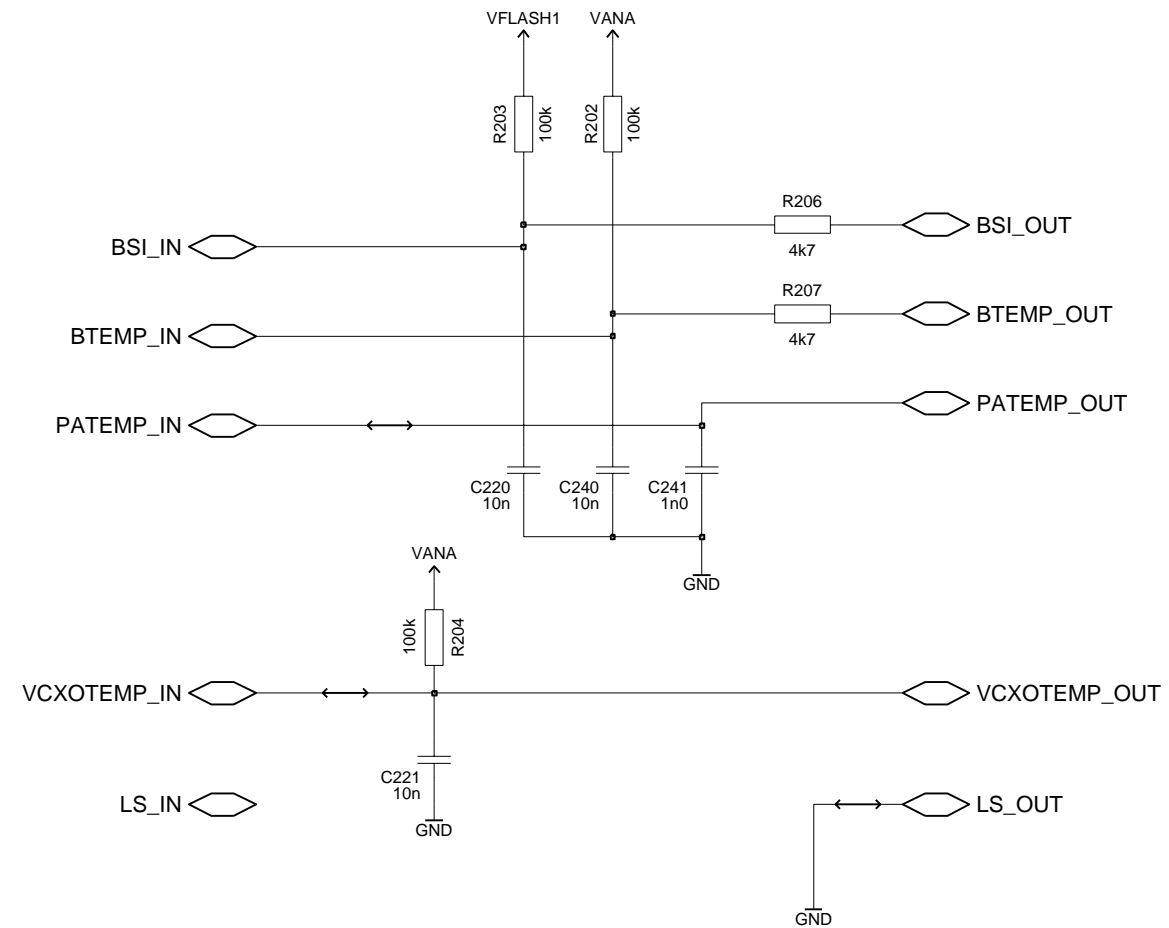 VFLASH1
VANA
R203
100k
R202
100k
R206
BSI_IN
BSI_OUT
4k7
R207
BTEMP_IN
BTEMP_OUT
4k7
PATEMP_IN
PATEMP_OUT
C220
10n
C240
10n
C241
1n0
GND
VANA
100k
R204
VCXOTEMP_IN
VCXOTEMP_OUT
C221
10n
LS_IN
LS_OUT
GND
GND